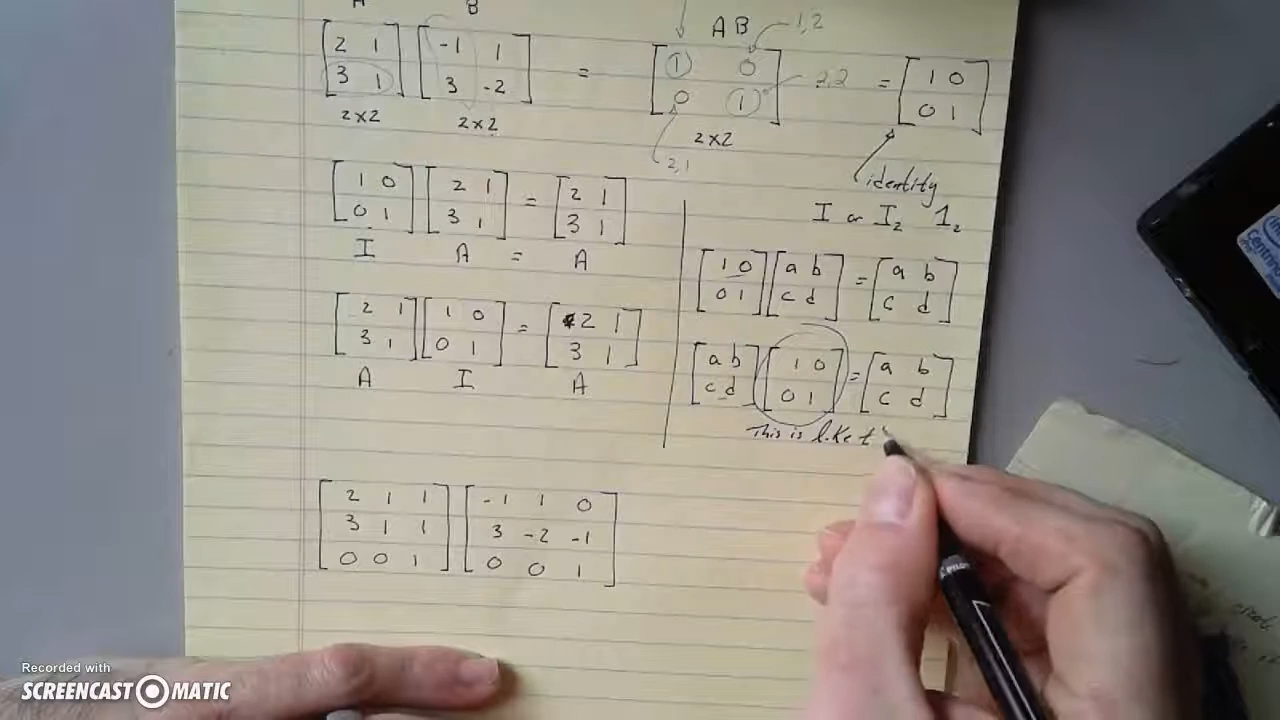 A B AB 1,2
[2 1] [-1 1] = [1 0] = [1 0]
[3 1] [3 -2] [0 1] 2,2 [0 1]
2x2 2x2 2x2
2,1
identity
I or I₂ 1₂
[1 0] [2 1] = [2 1]
[0 1] [3 1] [3 1]
I A = A
[1 0] [a b] = [a b]
[0 1] [c d] [c d]
[2 1] [1 0] = [2 1]
[3 1] [0 1] [3 1]
A I A
[a b] [1 0] = [a b]
[c d] [0 1] [c d]
This is like t
[2 1 1] [-1 1 0]
[3 1 1] [3 -2 -1]
[0 0 1] [0 0 1]
PILOT
Centrino
Recorded with
SCREENCAST MATIC